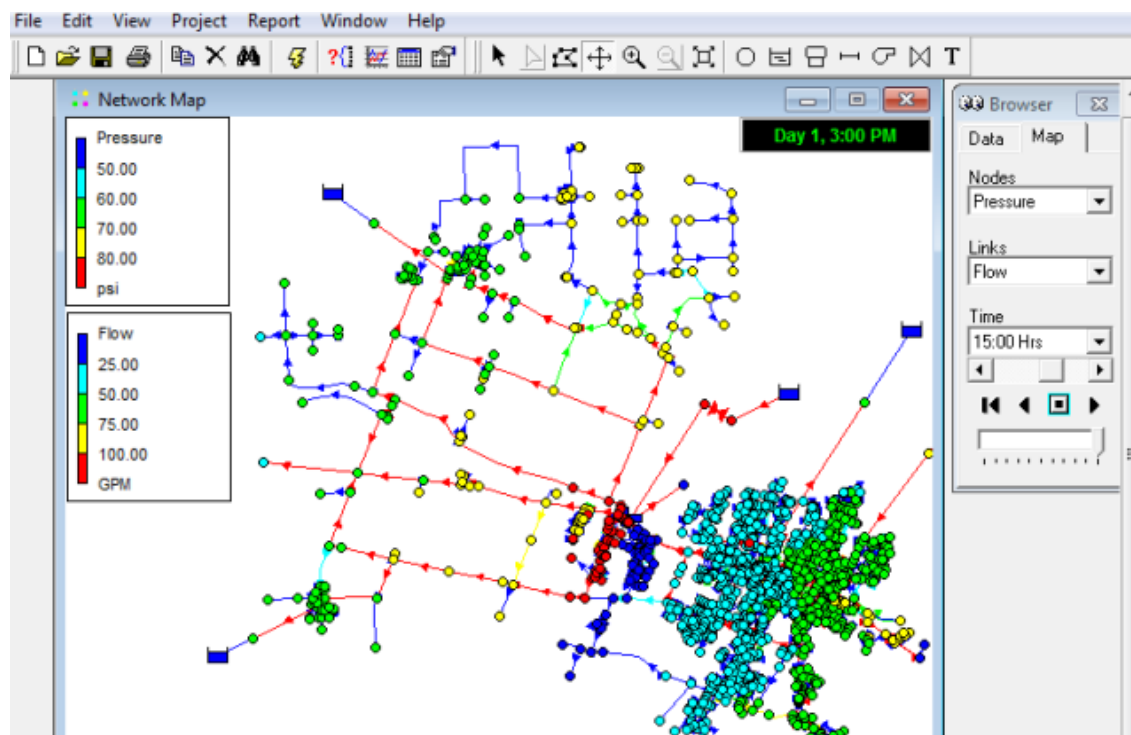 File Edit View Project Report Window Help
T
Network Map
Day 1, 3:00 PM
Pressure
50.00
60.00
70.00
80.00
psi
Flow
25.00
50.00
75.00
100.00
GPM
Browser
Data Map
Nodes
Pressure
Links
Flow
Time
15:00 Hrs